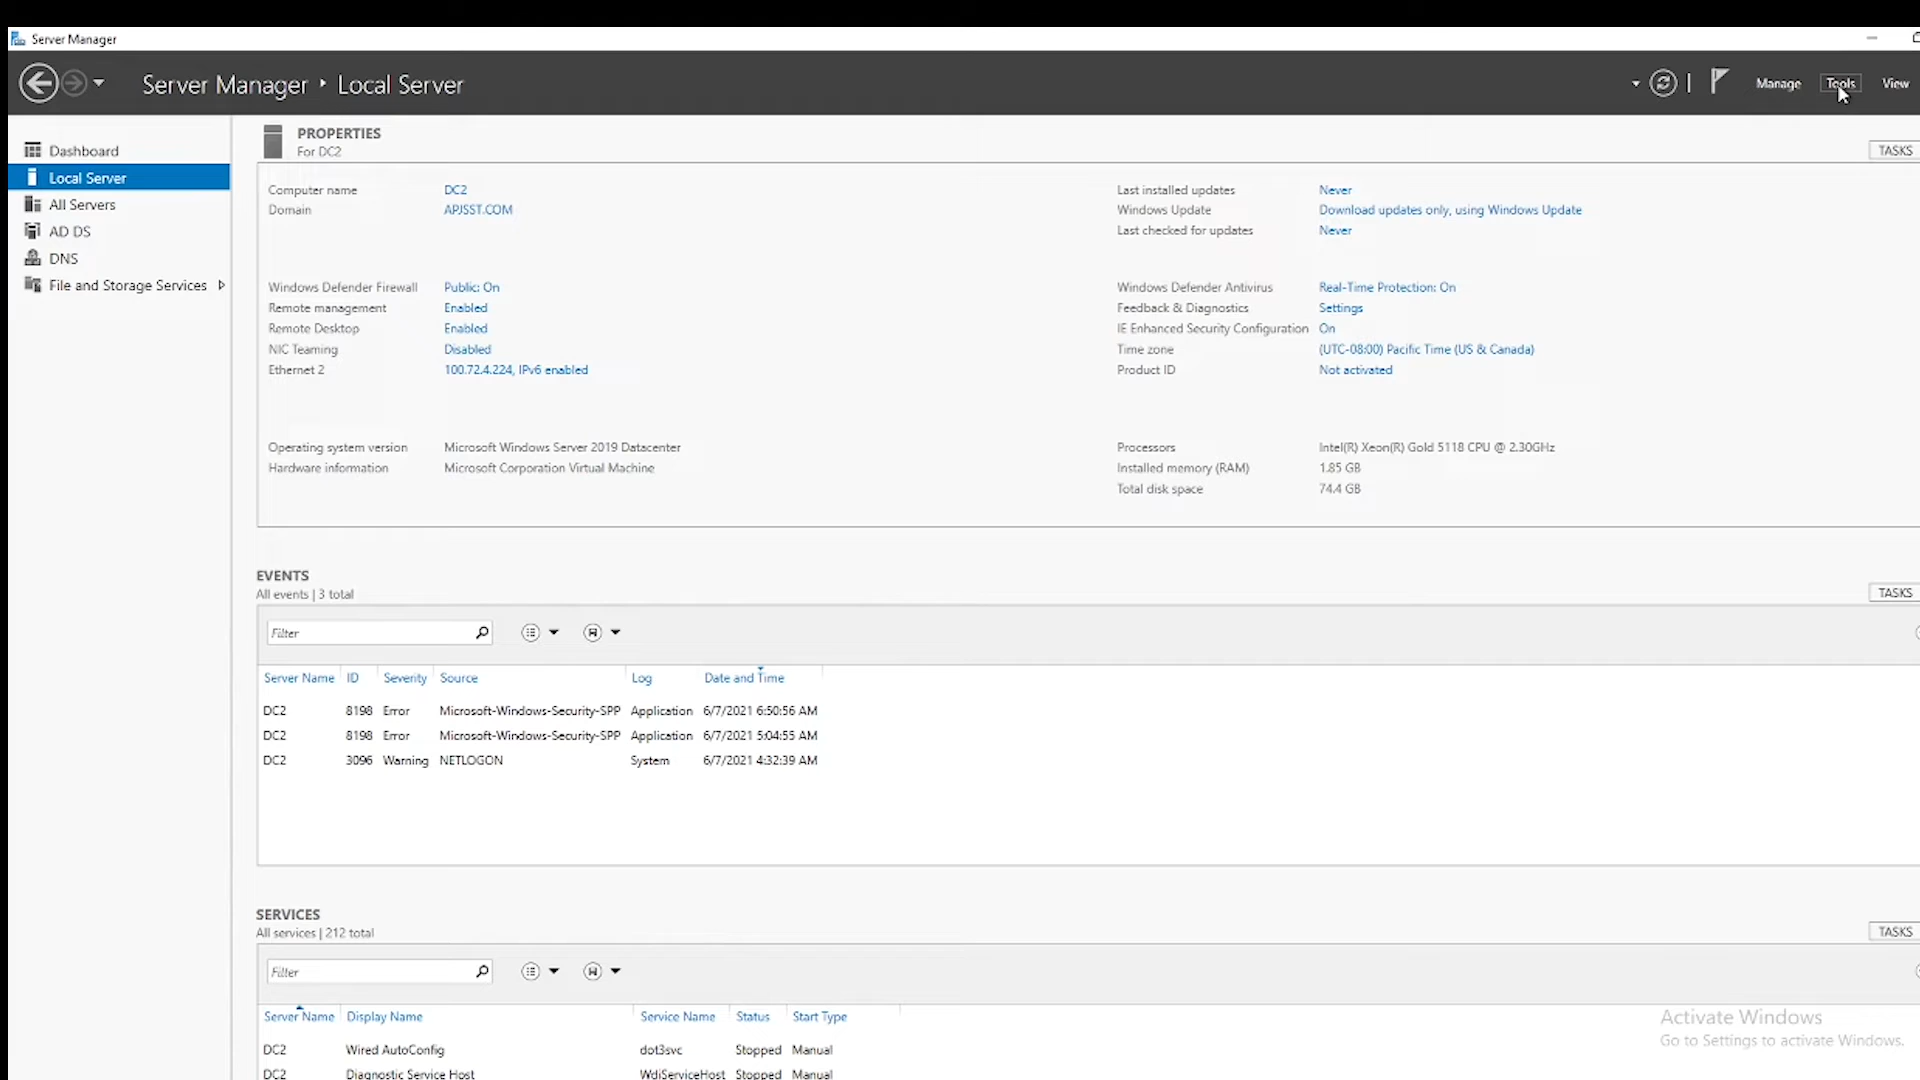 Server Manager
Server Manager ‣ Local Server
Manage
Tools
View
Dashboard
Local Server
All Servers
AD DS
DNS
File and Storage Services
PROPERTIES
For DC2
TASKS
Computer name DC2
Domain APJSST.COM
Last installed updates Never
Windows Update Download updates only, using Windows Update
Last checked for updates Never
Windows Defender Firewall Public: On
Remote management Enabled
Remote Desktop Enabled
NIC Teaming Disabled
Ethernet 2 100.72.4.224, IPv6 enabled
Windows Defender Antivirus Real-Time Protection: On
Feedback & Diagnostics Settings
IE Enhanced Security Configuration On
Time zone (UTC-08:00) Pacific Time (US & Canada)
Product ID Not activated
Operating system version Microsoft Windows Server 2019 Datacenter
Hardware information Microsoft Corporation Virtual Machine
Processors Intel(R) Xeon(R) Gold 5118 CPU @ 2.30GHz
Installed memory (RAM) 1.85 GB
Total disk space 74.4 GB
EVENTS
All events | 3 total
TASKS
Filter
Server Name ID Severity Source Log Date and Time
DC2 8198 Error Microsoft-Windows-Security-SPP Application 6/7/2021 6:50:56 AM
DC2 8198 Error Microsoft-Windows-Security-SPP Application 6/7/2021 5:04:55 AM
DC2 3096 Warning NETLOGON System 6/7/2021 4:32:39 AM
SERVICES
All services | 212 total
TASKS
Filter
Server Name Display Name Service Name Status Start Type
DC2 Wired AutoConfig dot3svc Stopped Manual
DC2 Diagnostic Service Host WdiServiceHost Stopped Manual
Activate Windows
Go to Settings to activate Windows.